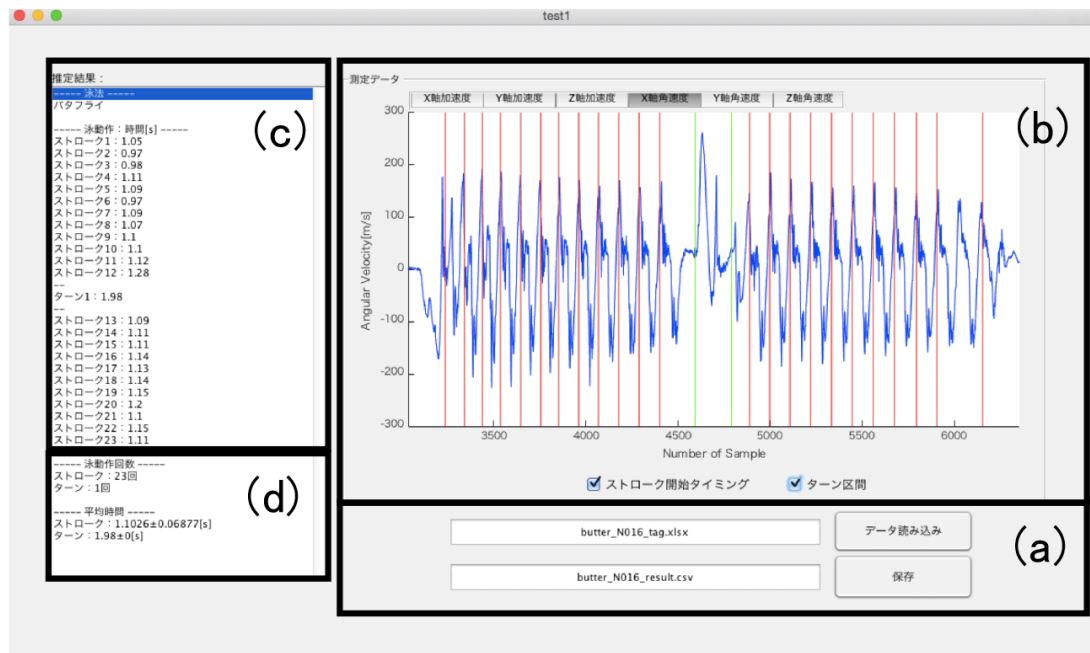 test1
推定結果：
----- 泳法 -----
バタフライ
----- 泳動作：時間[s] -----
ストローク1：1.05
ストローク2：0.97
ストローク3：0.98
ストローク4：1.11
ストローク5：1.09
ストローク6：0.97
ストローク7：1.09
ストローク8：1.07
ストローク9：1.1
ストローク10：1.1
ストローク11：1.12
ストローク12：1.28
--
ターン1：1.98
--
ストローク13：1.09
ストローク14：1.11
ストローク15：1.11
ストローク16：1.14
ストローク17：1.13
ストローク18：1.14
ストローク19：1.15
ストローク20：1.2
ストローク21：1.1
ストローク22：1.15
ストローク23：1.11
(c)
----- 泳動作回数 -----
ストローク：23回
ターン：1回
----- 平均時間 -----
ストローク：1.1026±0.06877[s]
ターン：1.98±0[s]
(d)
測定データ
X軸加速度 Y軸加速度 Z軸加速度 X軸角速度 Y軸角速度 Z軸角速度
(b)
300
200
100
0
-100
-200
-300
Angular Velocity[m/s]
3500 4000 4500 5000 5500 6000
Number of Sample
ストローク開始タイミング ターン区間
butter_N016_tag.xlsx データ読み込み
butter_N016_result.csv 保存
(a)